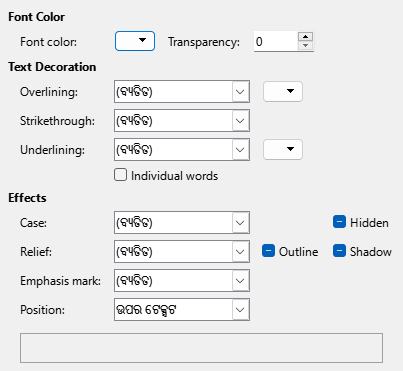 Font Color
Font color: Transparency: 0
Text Decoration
Overlining: (ବ୍ୟତିତ)
Strikethrough: (ବ୍ୟତିତ)
Underlining: (ବ୍ୟତିତ)
Individual words
Effects
Case: (ବ୍ୟତିତ) Hidden
Relief: (ବ୍ୟତିତ) Outline Shadow
Emphasis mark: (ବ୍ୟତିତ)
Position: ଉପର ଟେକ୍ସଟ